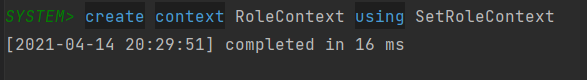 SYSTEM> create context RoleContext using SetRoleContext
[2021-04-14 20:29:51] completed in 16 ms